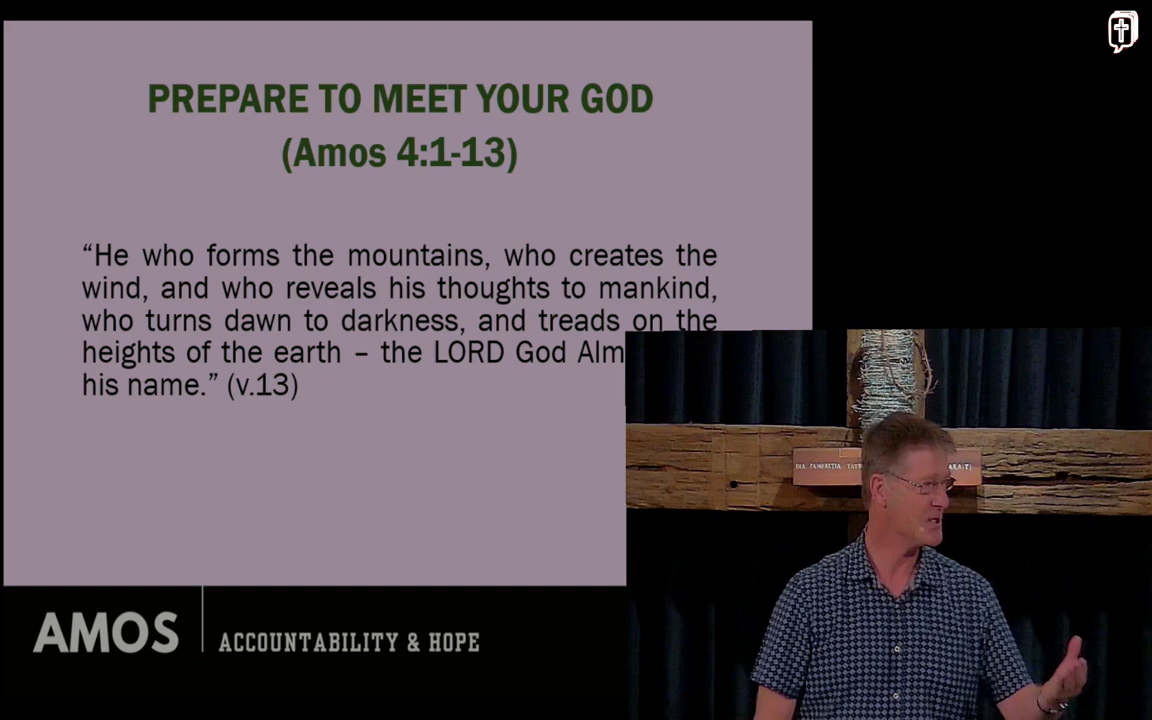 PREPARE TO MEET YOUR GOD
(Amos 4:1-13)
“He who forms the mountains, who creates the
wind, and who reveals his thoughts to mankind,
who turns dawn to darkness, and treads on the
heights of the earth – the LORD God Alm
his name.” (v.13)
AMOS
ACCOUNTABILITY & HOPE